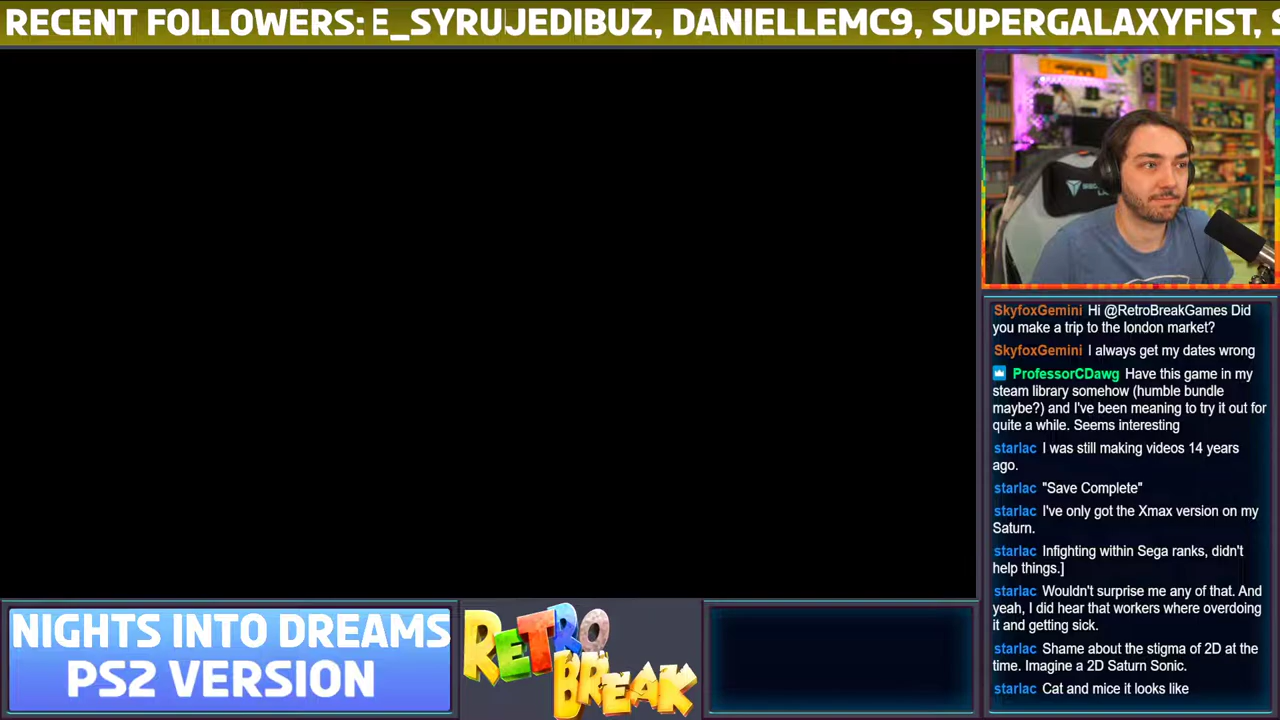 RECENT FOLLOWERS: E_SYRUJEDIBUZ, DANIELLEMC9, SUPERGALAXYFIST, S
SkyfoxGemini Hi @RetroBreakGames Did
you make a trip to the london market?
SkyfoxGemini I always get my dates wrong
ProfessorCDawg Have this game in my
steam library somehow (humble bundle
maybe?) and I've been meaning to try it out for
quite a while. Seems interesting
starlac I was still making videos 14 years
ago.
starlac "Save Complete"
starlac I've only got the Xmax version on my
Saturn.
starlac Infighting within Sega ranks, didn't
help things.]
starlac Wouldn't surprise me any of that. And
yeah, I did hear that workers where overdoing
it and getting sick.
starlac Shame about the stigma of 2D at the
time. Imagine a 2D Saturn Sonic.
starlac Cat and mice it looks like
NIGHTS INTO DREAMS
PS2 VERSION
RETRO
BREAK